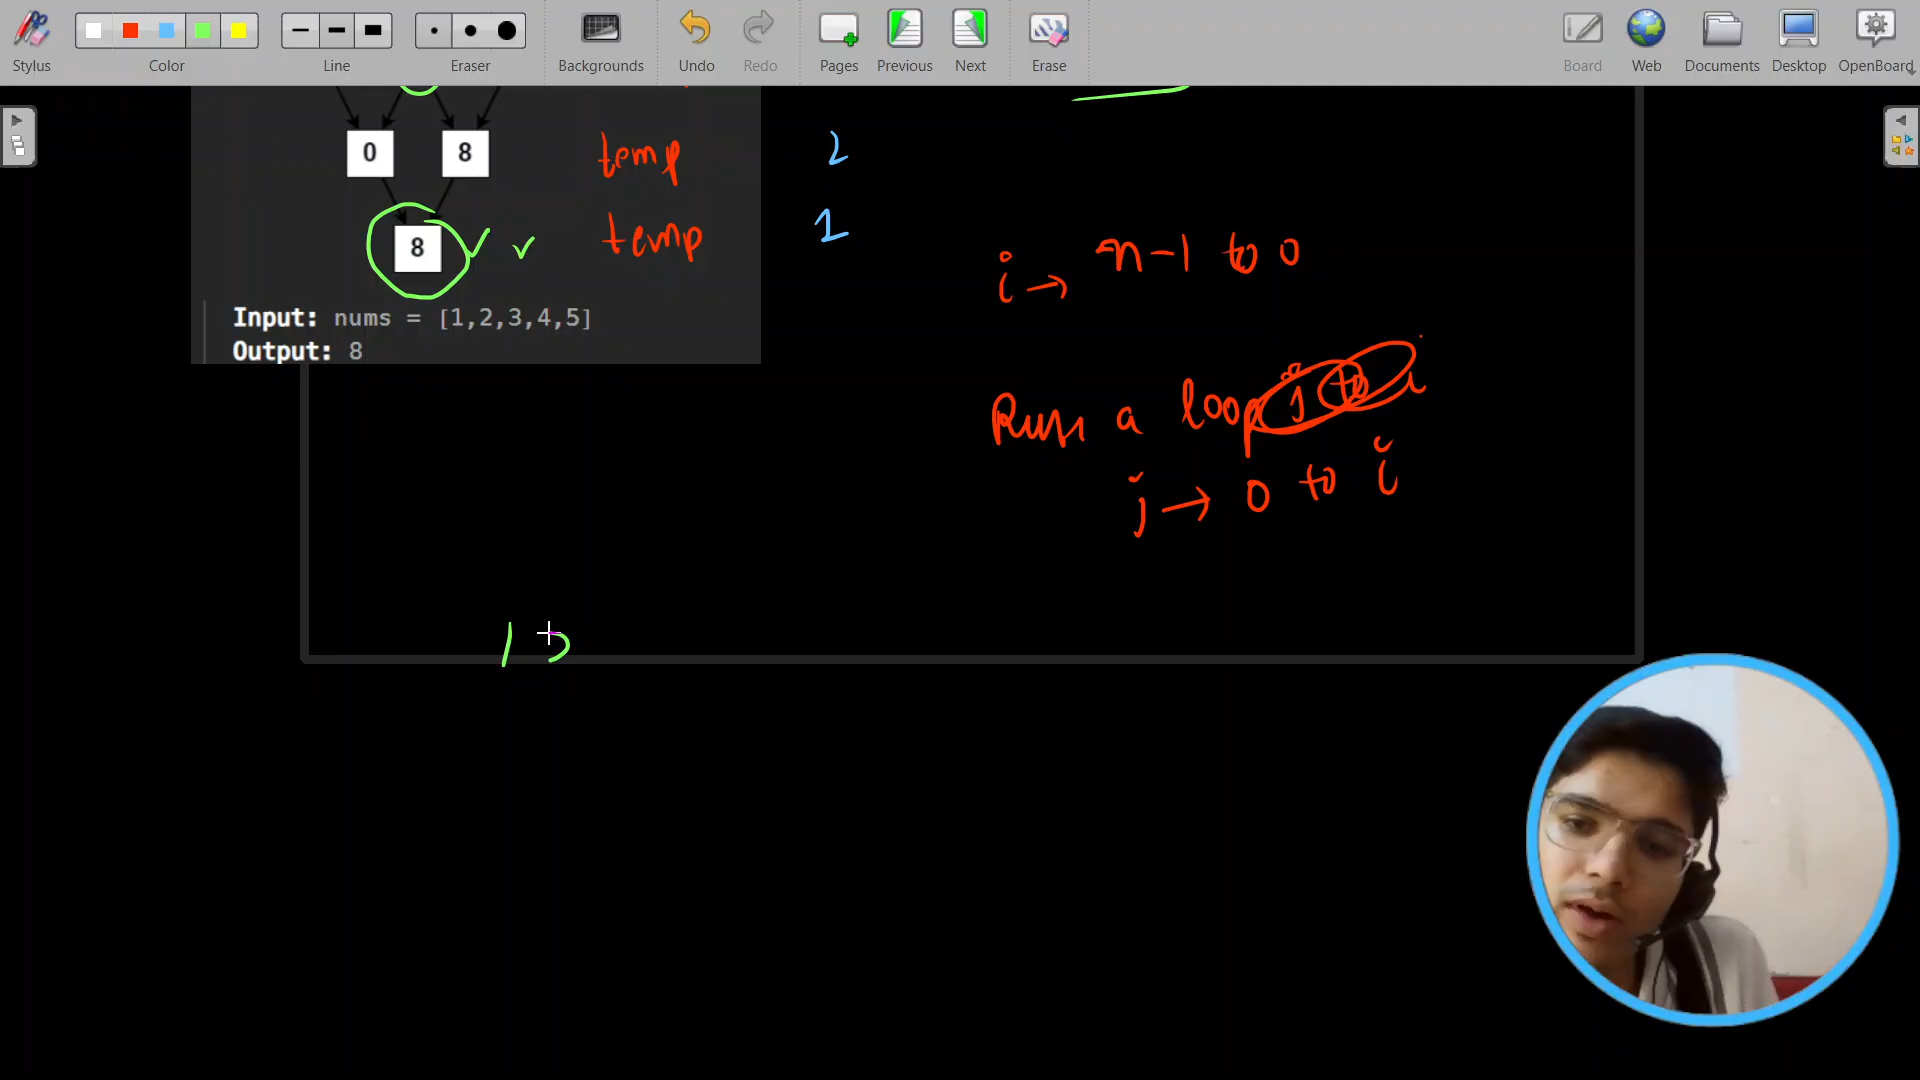 Stylus Color Line Eraser Backgrounds Undo Redo Pages Previous Next Erase Board Web Documents Desktop OpenBoard
0 8 temp 2
8 temp 1
i → n-1 to 0
Input: nums = [1,2,3,4,5]
Output: 8
Run a loop j to i
j → 0 to i
1